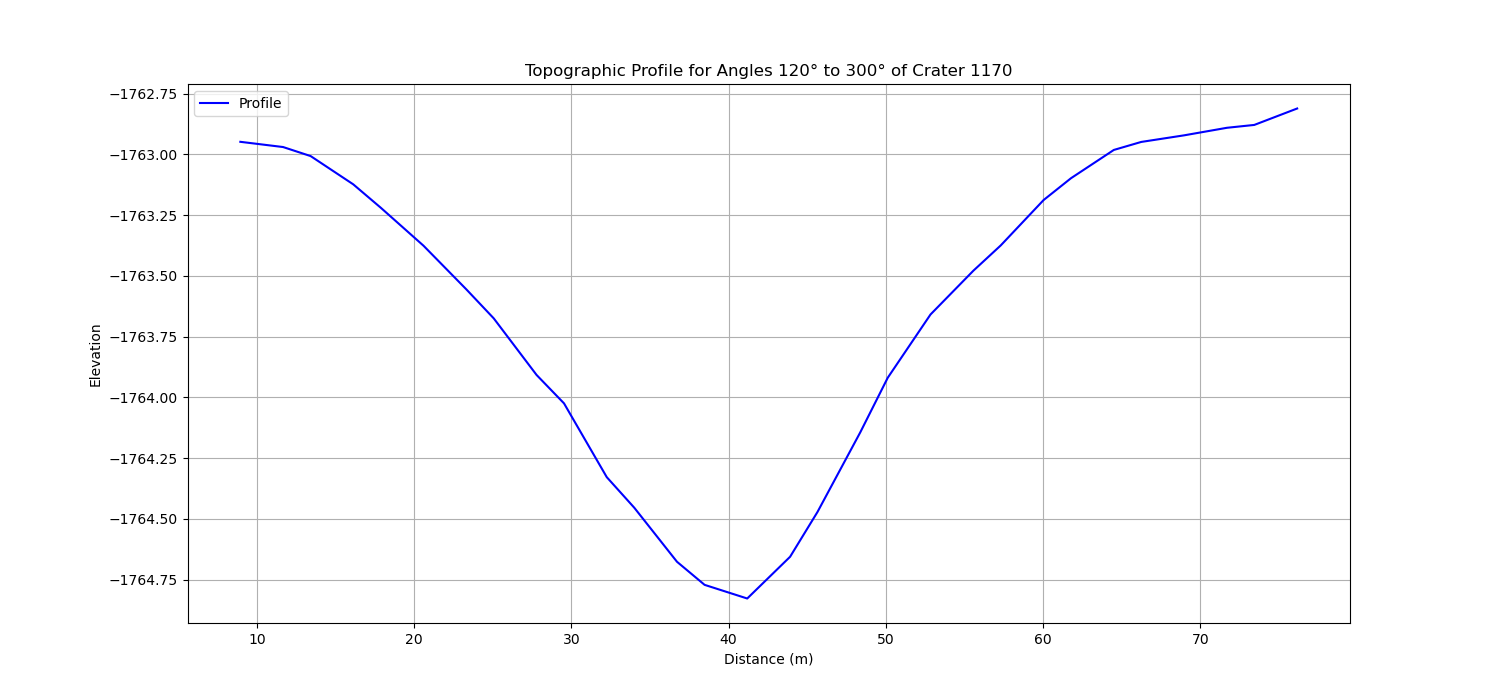 Topographic Profile for Angles 120° to 300° of Crater 1170
Profile
−1762.75
−1763.00
−1763.25
−1763.50
−1763.75
−1764.00
−1764.25
−1764.50
−1764.75
Elevation
10 20 30 40 50 60 70
Distance (m)